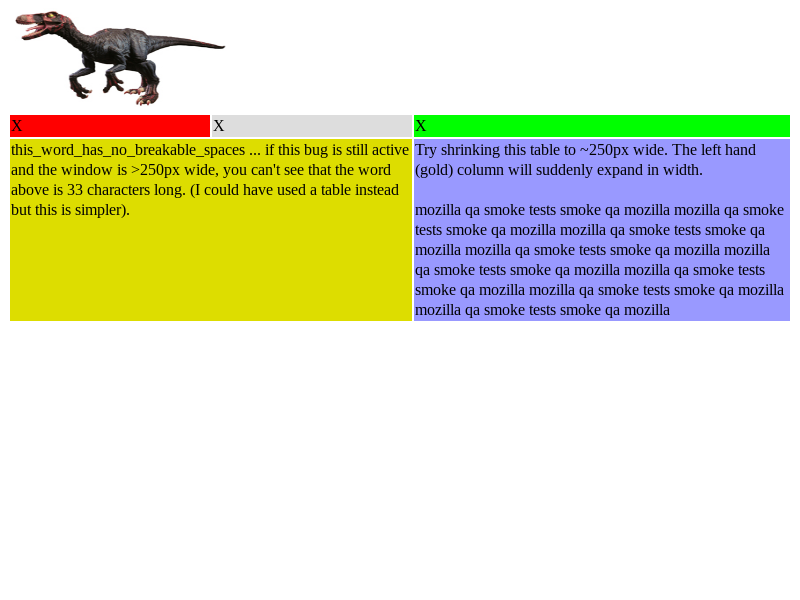 X
X
X
this_word_has_no_breakable_spaces ... if this bug is still active
and the window is >250px wide, you can't see that the word
above is 33 characters long. (I could have used a table instead
but this is simpler).
Try shrinking this table to ~250px wide. The left hand
(gold) column will suddenly expand in width.
mozilla qa smoke tests smoke qa mozilla mozilla qa smoke
tests smoke qa mozilla mozilla qa smoke tests smoke qa
mozilla mozilla qa smoke tests smoke qa mozilla mozilla
qa smoke tests smoke qa mozilla mozilla qa smoke tests
smoke qa mozilla mozilla qa smoke tests smoke qa mozilla
mozilla qa smoke tests smoke qa mozilla